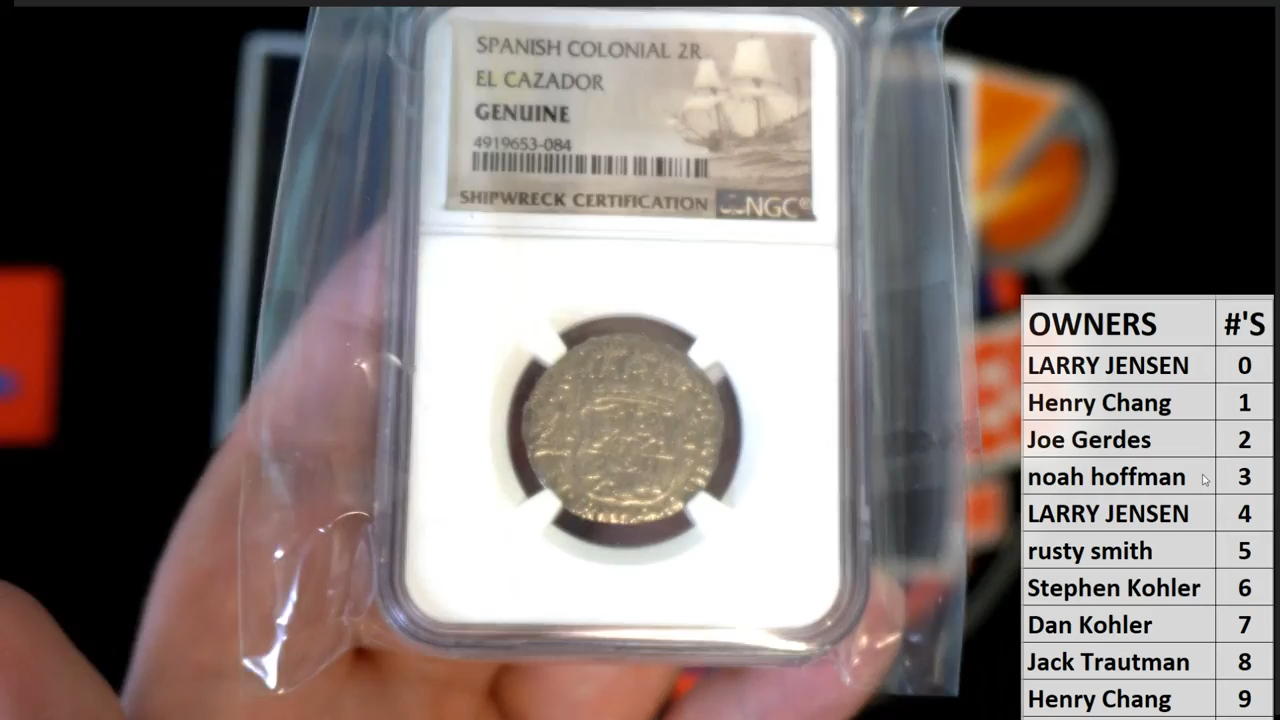 SPANISH COLONIAL 2R
EL CAZADOR
GENUINE
4919653-084
SHIPWRECK CERTIFICATION NGC®
OWNERS #'S
LARRY JENSEN 0
Henry Chang 1
Joe Gerdes 2
noah hoffman 3
LARRY JENSEN 4
rusty smith 5
Stephen Kohler 6
Dan Kohler 7
Jack Trautman 8
Henry Chang 9